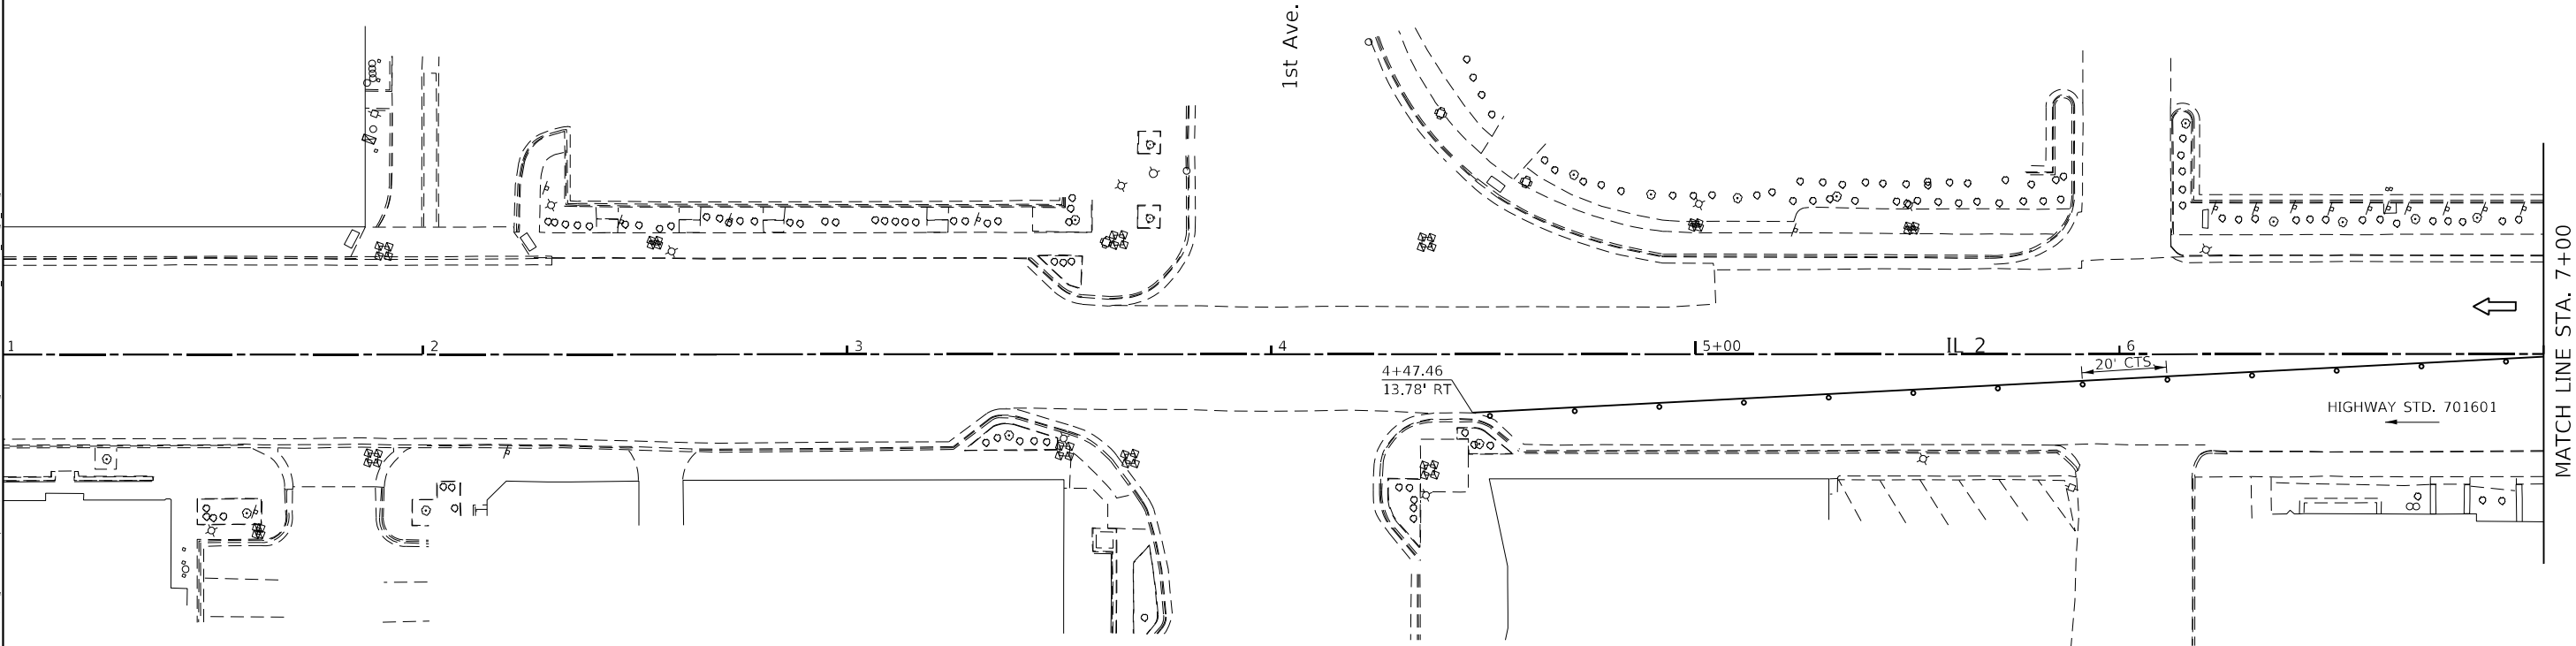 1st Ave.
1
2
3
4
5+00
IL 2
6
20' CTS.
4+47.46
13.78' RT
HIGHWAY STD. 701601
MATCH LINE STA. 7+00